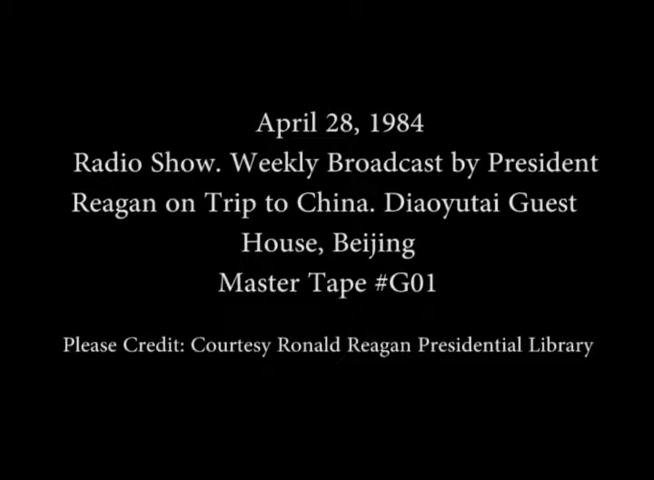 April 28, 1984
Radio Show. Weekly Broadcast by President
Reagan on Trip to China. Diaoyutai Guest
House, Beijing
Master Tape #G01
Please Credit: Courtesy Ronald Reagan Presidential Library